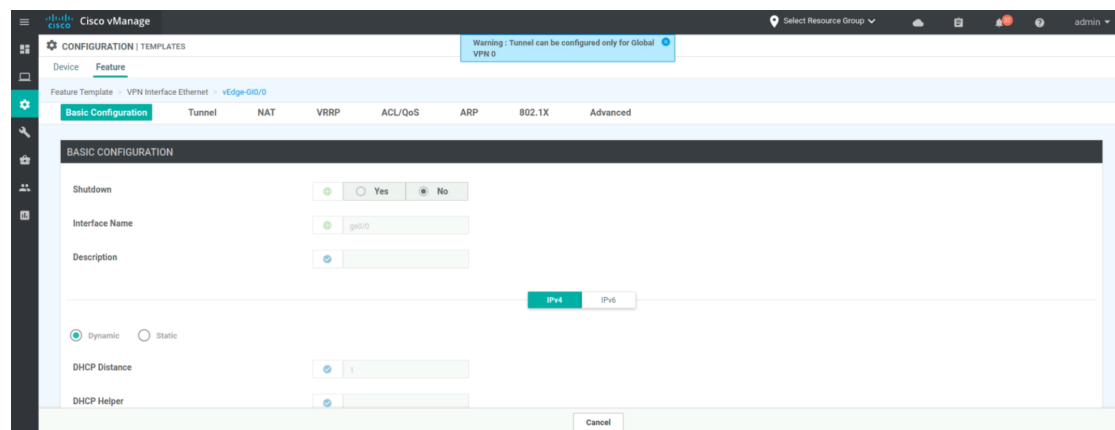 CISCO Cisco vManage
Select Resource Group
admin
CONFIGURATION | TEMPLATES
Warning : Tunnel can be configured only for Global
VPN 0
Device Feature
Feature Template > VPN Interface Ethernet > vEdge-GI0/0
Basic Configuration Tunnel NAT VRRP ACL/QoS ARP 802.1X Advanced
BASIC CONFIGURATION
Shutdown Yes No
Interface Name ge0/0
Description
IPv4 IPv6
Dynamic Static
DHCP Distance 1
DHCP Helper
Cancel